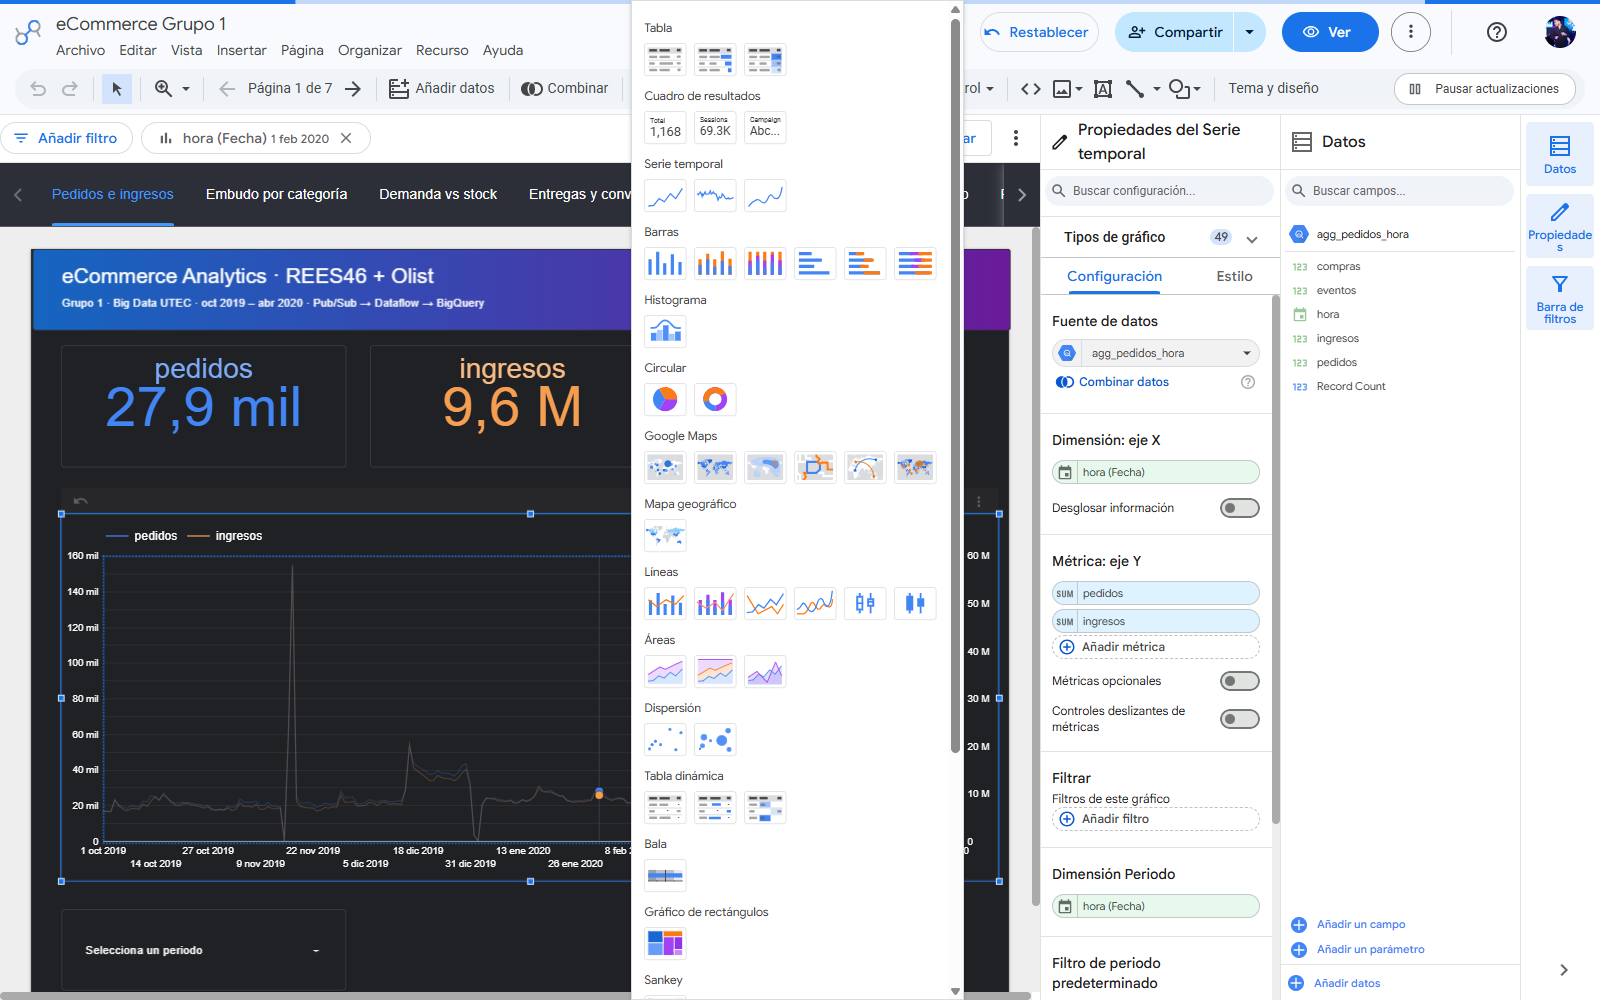 eCommerce Grupo 1
Archivo Editar Vista Insertar Página Organizar Recurso Ayuda
Restablecer
Compartir
Ver
Página 1 de 7
Añadir datos
Combinar
rol
Tema y diseño
Pausar actualizaciones
Añadir filtro
hora (Fecha) 1 feb 2020
ar
Pedidos e ingresos
Embudo por categoría
Demanda vs stock
Entregas y conv
eCommerce Analytics · REES46 + Olist
Grupo 1 · Big Data UTEC · oct 2019 – abr 2020 · Pub/Sub → Dataflow → BigQuery
pedidos
27,9 mil
ingresos
9,6 M
pedidos ingresos
160 mil
140 mil
120 mil
100 mil
80 mil
60 mil
40 mil
20 mil
0
60 M
50 M
40 M
30 M
20 M
10 M
0
1 oct 2019
14 oct 2019
27 oct 2019
9 nov 2019
22 nov 2019
5 dic 2019
18 dic 2019
31 dic 2019
13 ene 2020
26 ene 2020
8 feb 2
0
Selecciona un periodo
Tabla
Cuadro de resultados
Total
1,168
Sessions
69.3K
Campaign
Abc...
Serie temporal
Barras
Histograma
Circular
Google Maps
Mapa geográfico
Líneas
Áreas
Dispersión
Tabla dinámica
Bala
Gráfico de rectángulos
Sankey
Propiedades del Serie
temporal
Buscar configuración...
Tipos de gráfico 49
Configuración
Estilo
Fuente de datos
agg_pedidos_hora
Combinar datos
Dimensión: eje X
hora (Fecha)
Desglosar información
Métrica: eje Y
SUM pedidos
SUM ingresos
Añadir métrica
Métricas opcionales
Controles deslizantes de
métricas
Filtrar
Filtros de este gráfico
Añadir filtro
Dimensión Periodo
hora (Fecha)
Filtro de periodo
predeterminado
Datos
Buscar campos...
agg_pedidos_hora
123 compras
123 eventos
hora
123 ingresos
123 pedidos
123 Record Count
Añadir un campo
Añadir un parámetro
Añadir datos
Datos
Propiedade
s
Barra de
filtros